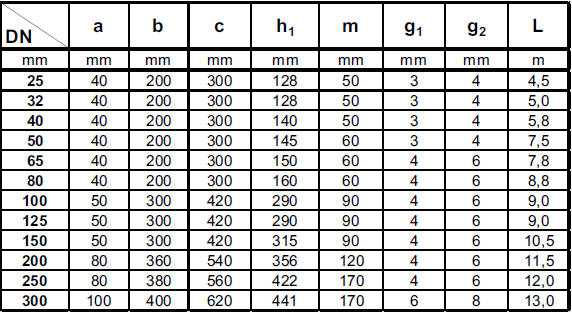 DN a b c h₁ m g₁ g₂ L
mm mm mm mm mm mm mm mm m
25 40 200 300 128 50 3 4 4,5
32 40 200 300 128 50 3 4 5,0
40 40 200 300 140 50 3 4 5,8
50 40 200 300 145 60 3 4 7,5
65 40 200 300 150 60 4 6 7,8
80 40 200 300 160 60 4 6 8,8
100 50 300 420 290 90 4 6 9,0
125 50 300 420 290 90 4 6 9,0
150 50 300 420 315 90 4 6 10,5
200 80 360 540 356 120 4 6 11,5
250 80 380 560 422 170 4 6 12,0
300 100 400 620 441 170 6 8 13,0